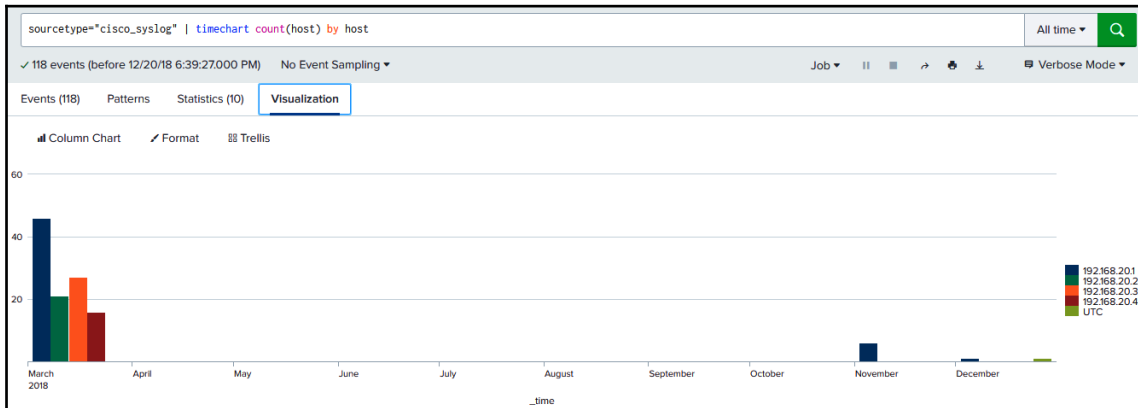 sourcetype="cisco_syslog" | timechart count(host) by host
All time
118 events (before 12/20/18 6:39:27.000 PM)
No Event Sampling
Job
Verbose Mode
Events (118)
Patterns
Statistics (10)
Visualization
Column Chart
Format
Trellis
60
40
20
192.168.20.1
192.168.20.2
192.168.20.3
192.168.20.4
UTC
March
2018
April
May
June
July
August
September
October
November
December
_time